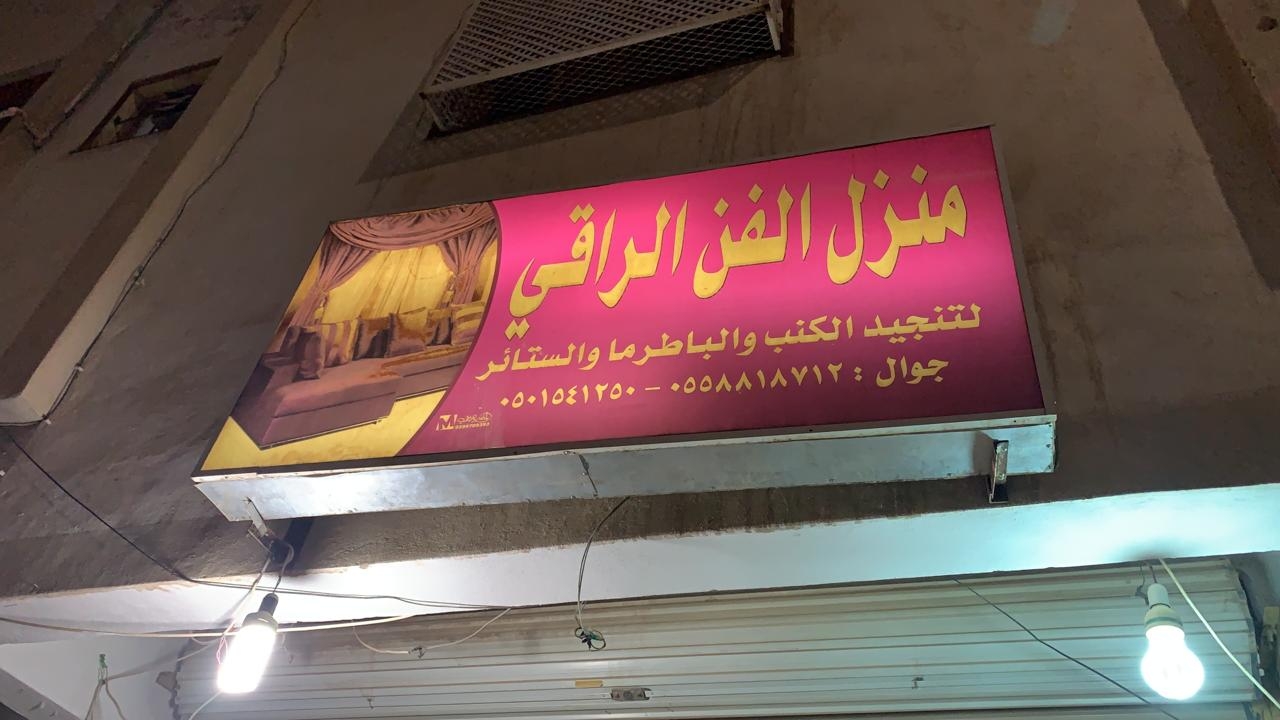 منزل الفن الراقي
لتنجيد الكنب والباطرما والستائر
جوال : ٠٥٥٨٨١٨٧١٢ - ٠٥٠١٥٤١٢٥٠